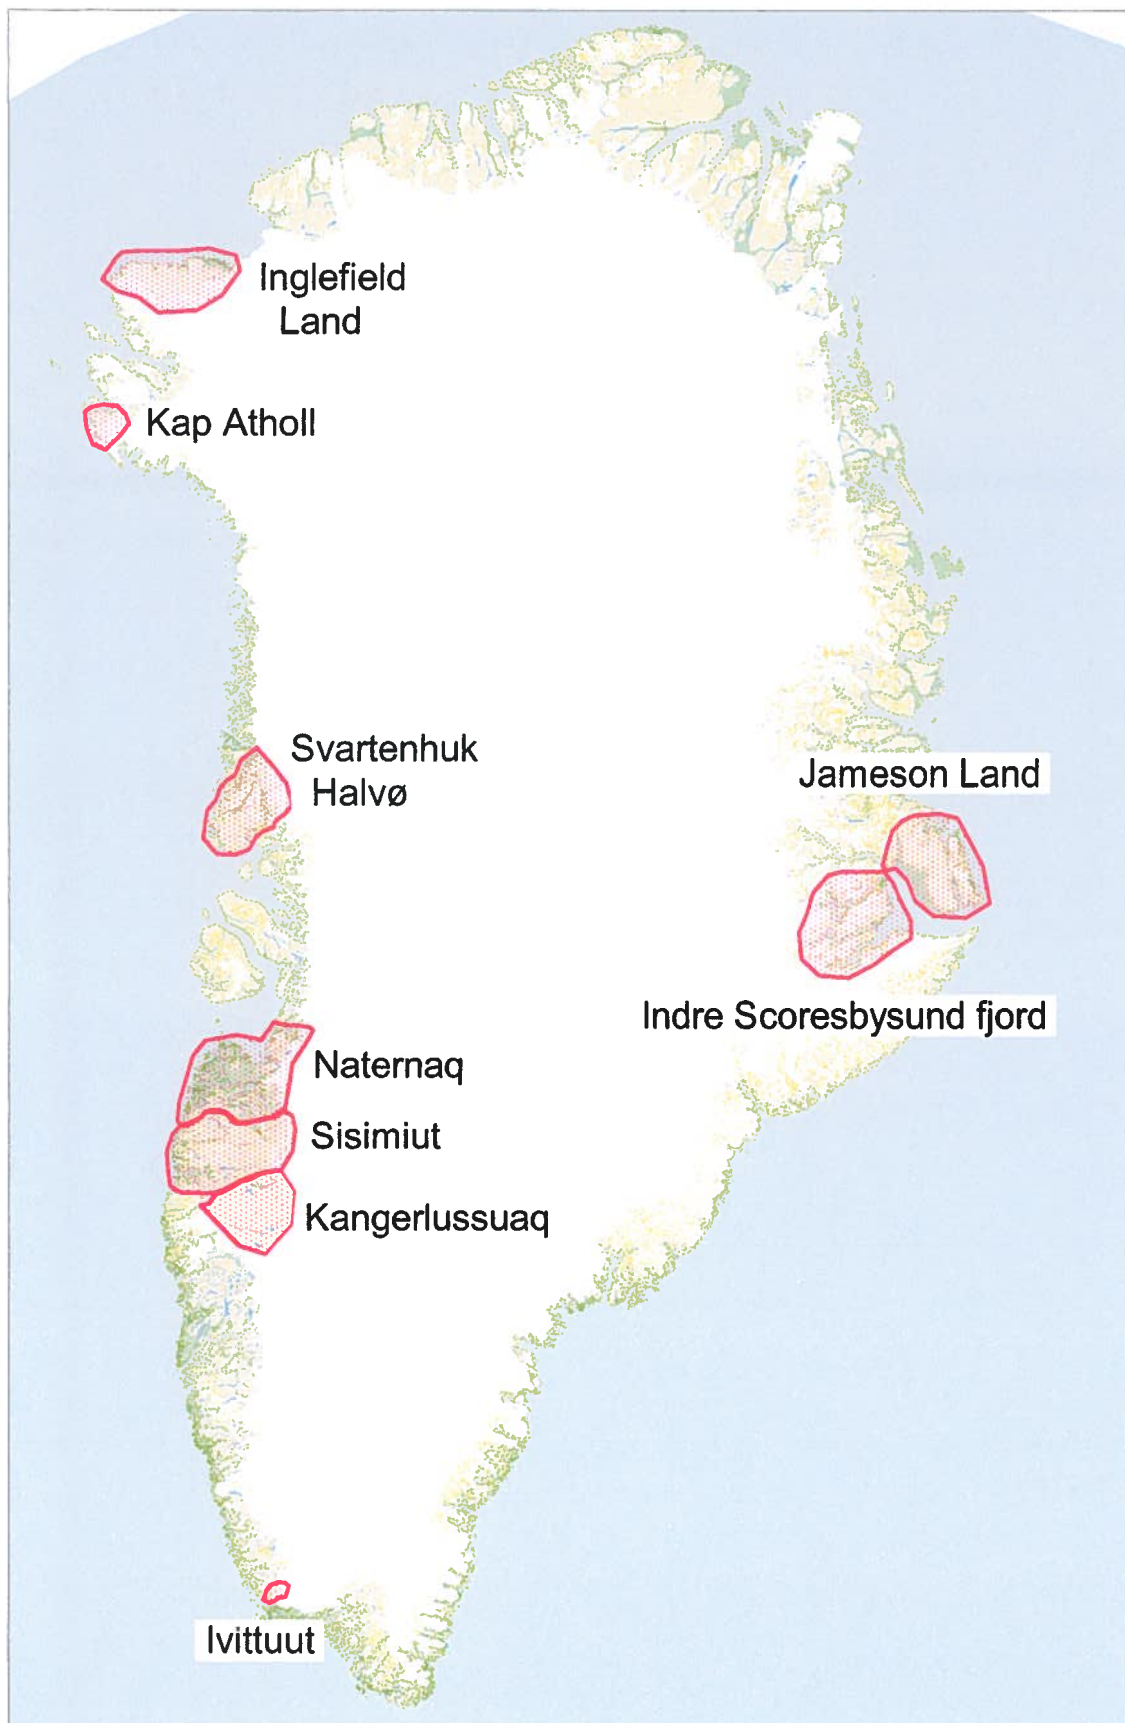 Inglefield
Land
Kap Atholl
Svartenhuk
Halvø
Jameson Land
Indre Scoresbysund fjord
Naternaq
Sisimiut
Kangerlussuaq
Ivittuut